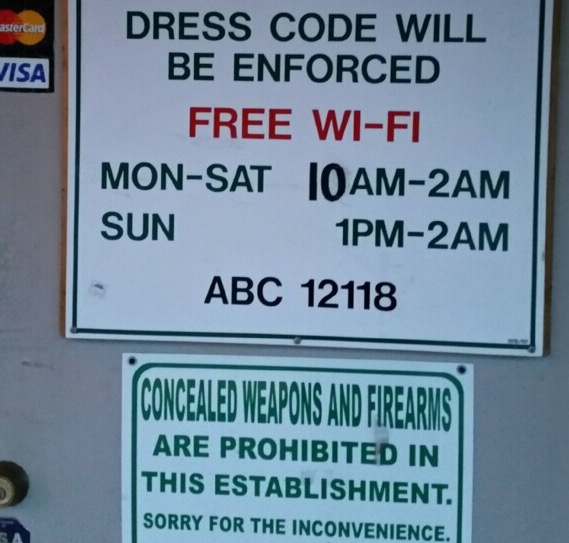 MasterCard
VISA
DRESS CODE WILL
BE ENFORCED
FREE WI-FI
MON-SAT 10AM-2AM
SUN 1PM-2AM
ABC 12118
CONCEALED WEAPONS AND FIREARMS
ARE PROHIBITED IN
THIS ESTABLISHMENT.
SORRY FOR THE INCONVENIENCE.